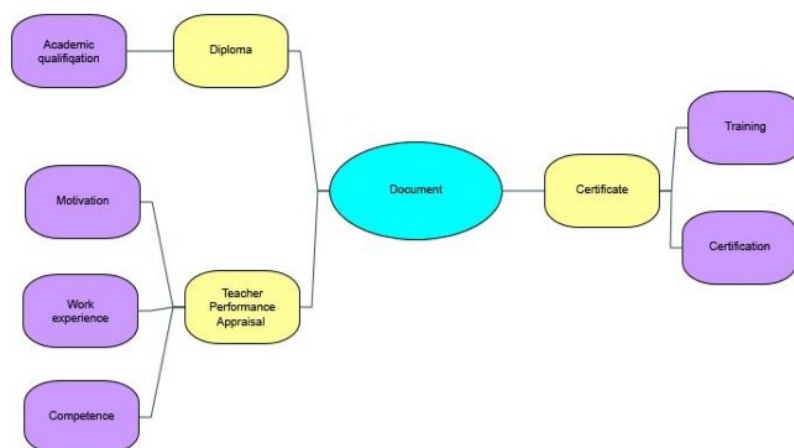 Academic
qualifiqation
Diploma
Training
Document
Certificate
Motivation
Certification
Teacher
Performance
Appraisal
Work
experience
Competence